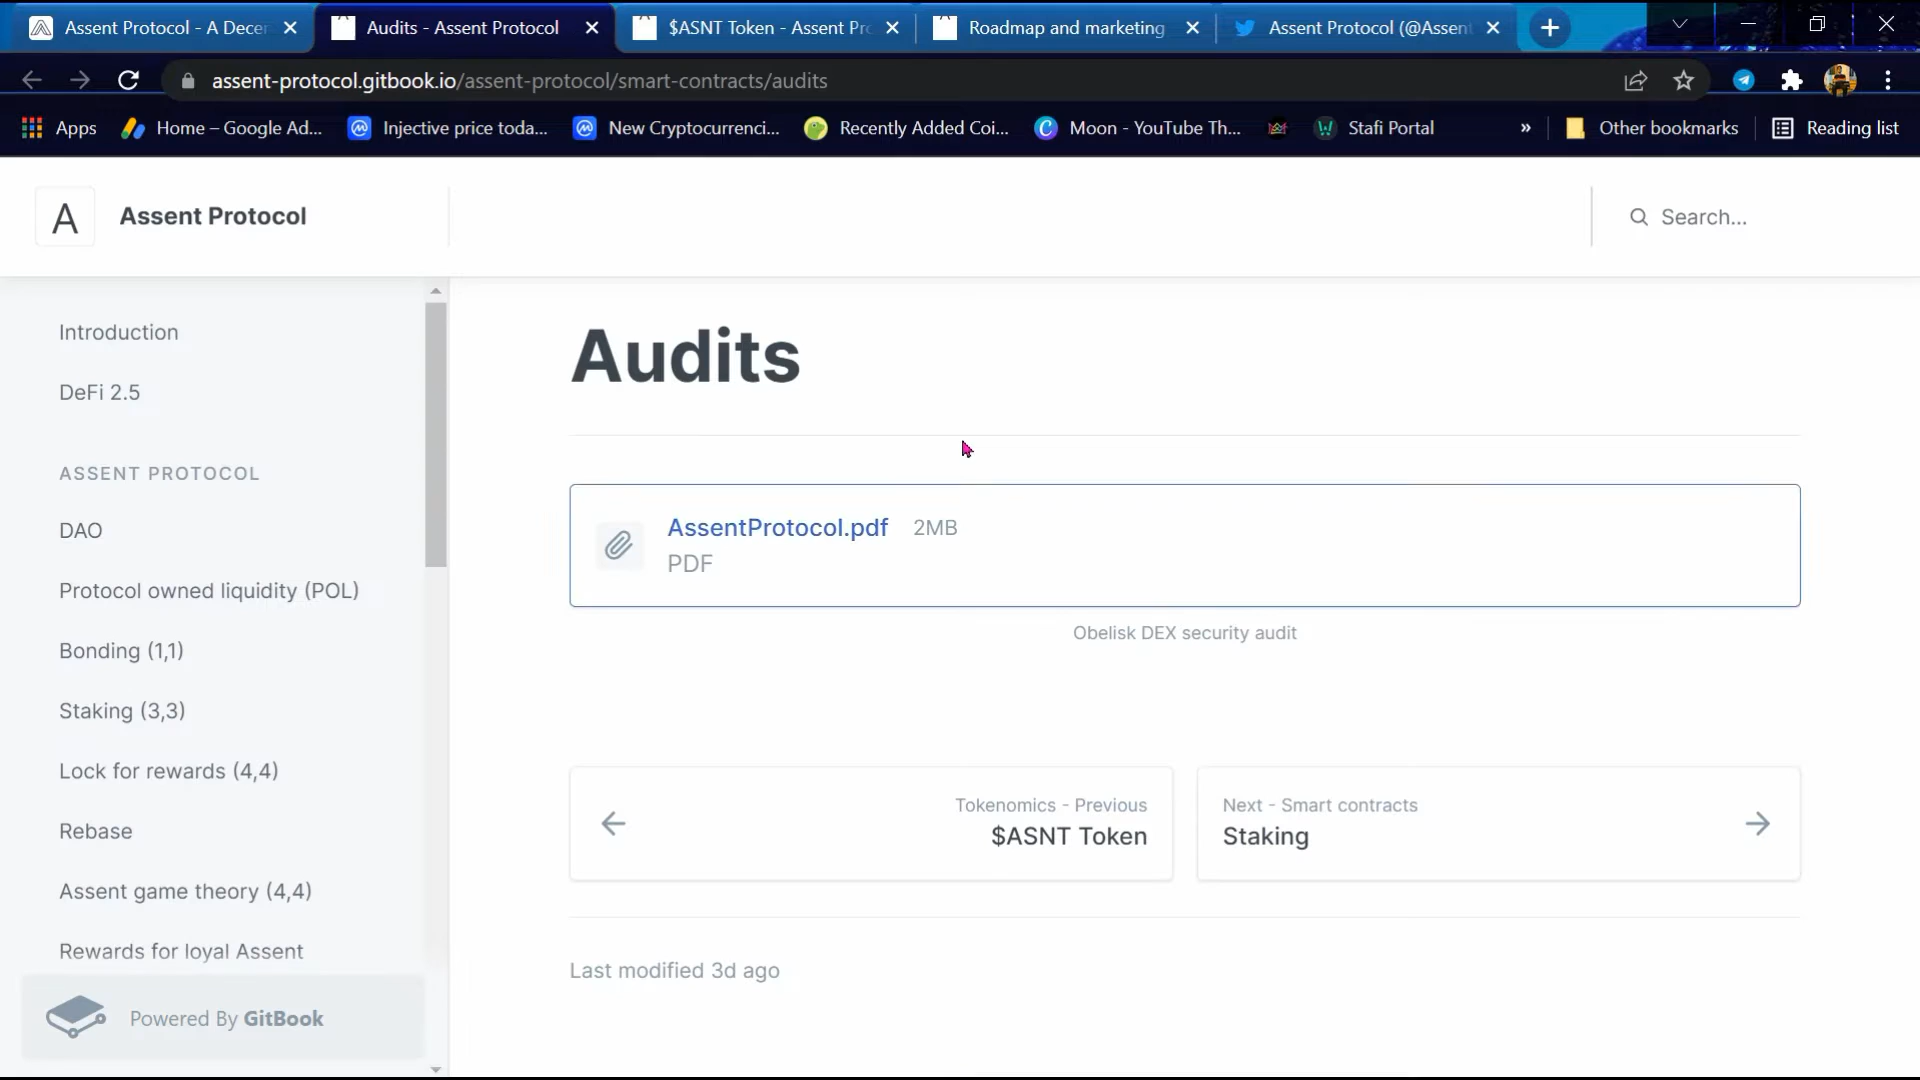 Assent Protocol - A Decen
Audits - Assent Protocol
$ASNT Token - Assent Pro
Roadmap and marketing
Assent Protocol (@Assent
assent-protocol.gitbook.io/assent-protocol/smart-contracts/audits
Apps
Home – Google Ad...
Injective price toda...
New Cryptocurrenci...
Recently Added Coi...
Moon - YouTube Th...
Stafi Portal
»
Other bookmarks
Reading list
A
Assent Protocol
Search...
Introduction
DeFi 2.5
ASSENT PROTOCOL
DAO
Protocol owned liquidity (POL)
Bonding (1,1)
Staking (3,3)
Lock for rewards (4,4)
Rebase
Assent game theory (4,4)
Rewards for loyal Assent
Powered By GitBook
Audits
AssentProtocol.pdf 2MB
PDF
Obelisk DEX security audit
Tokenomics - Previous
$ASNT Token
Next - Smart contracts
Staking
Last modified 3d ago